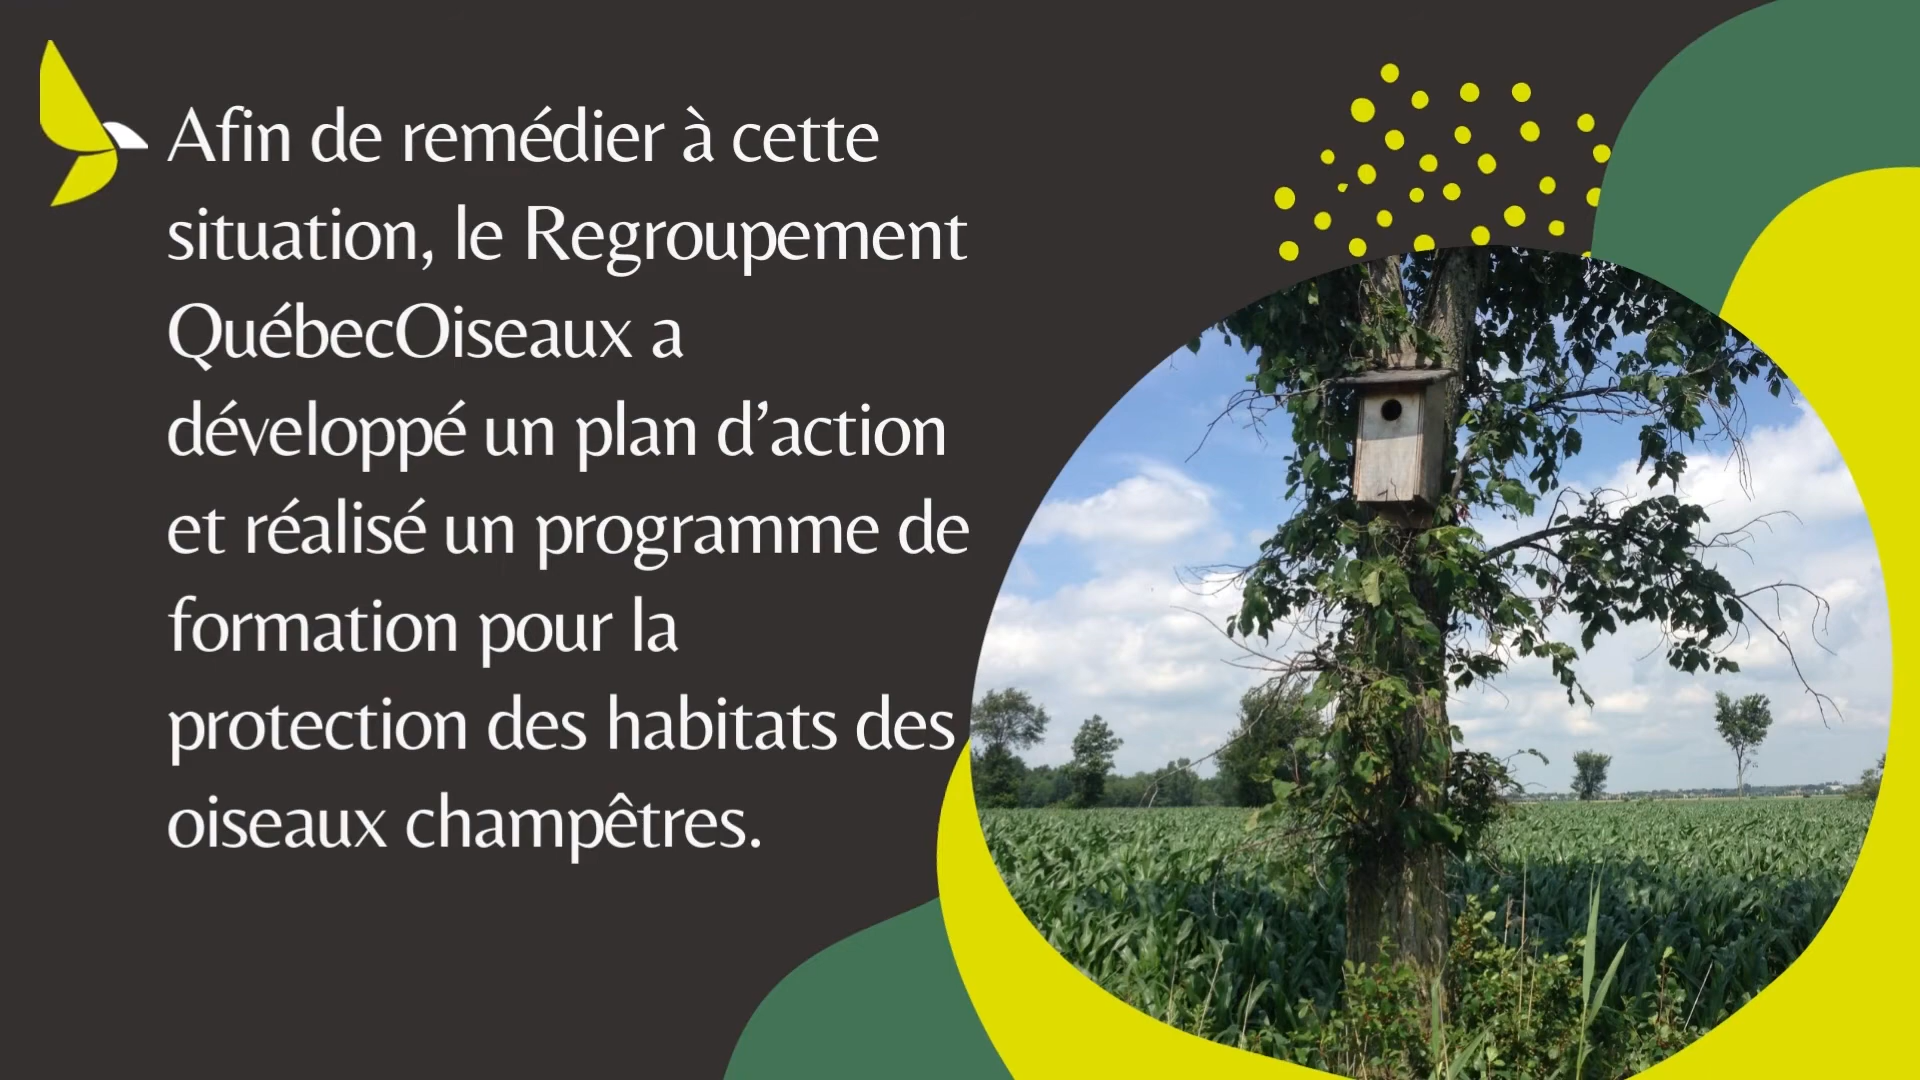 Afin de remédier à cette
situation, le Regroupement
QuébecOiseaux a
développé un plan d’action
et réalisé un programme de
formation pour la
protection des habitats des
oiseaux champêtres.